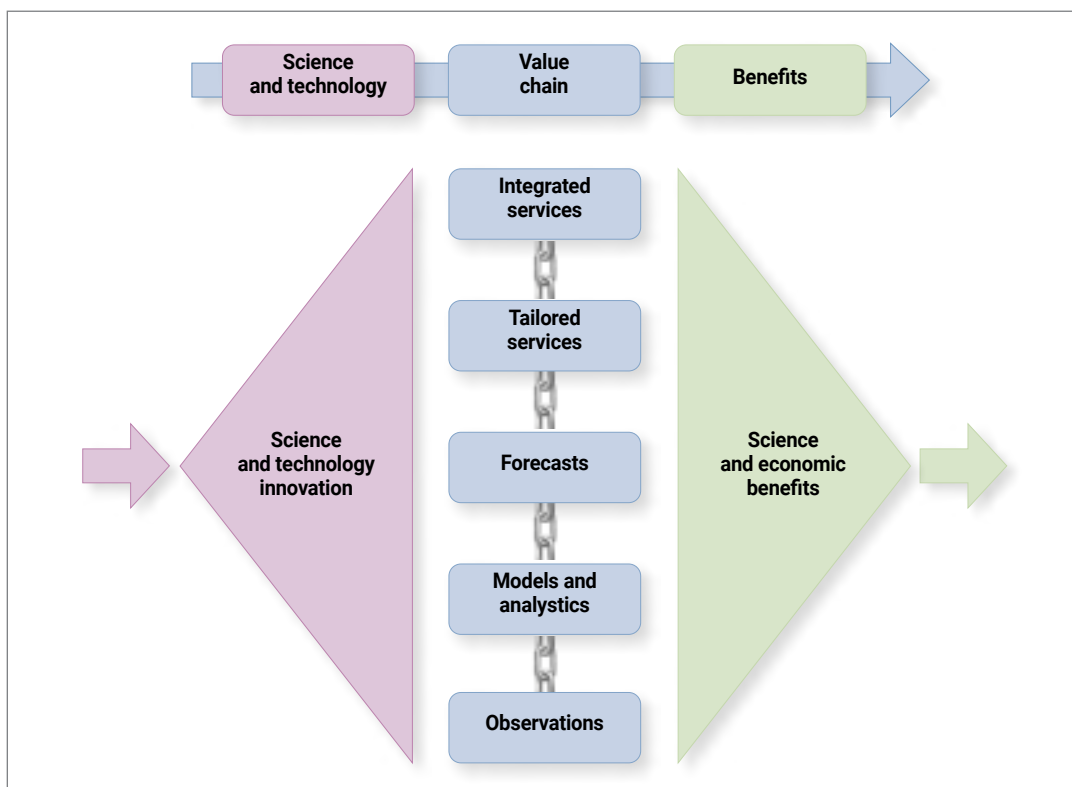 Science
and technology
Value
chain
Benefits
Integrated
services
Tailored
services
Science
and technology
innovation
Forecasts
Science
and economic
benefits
Models and
analystics
Observations